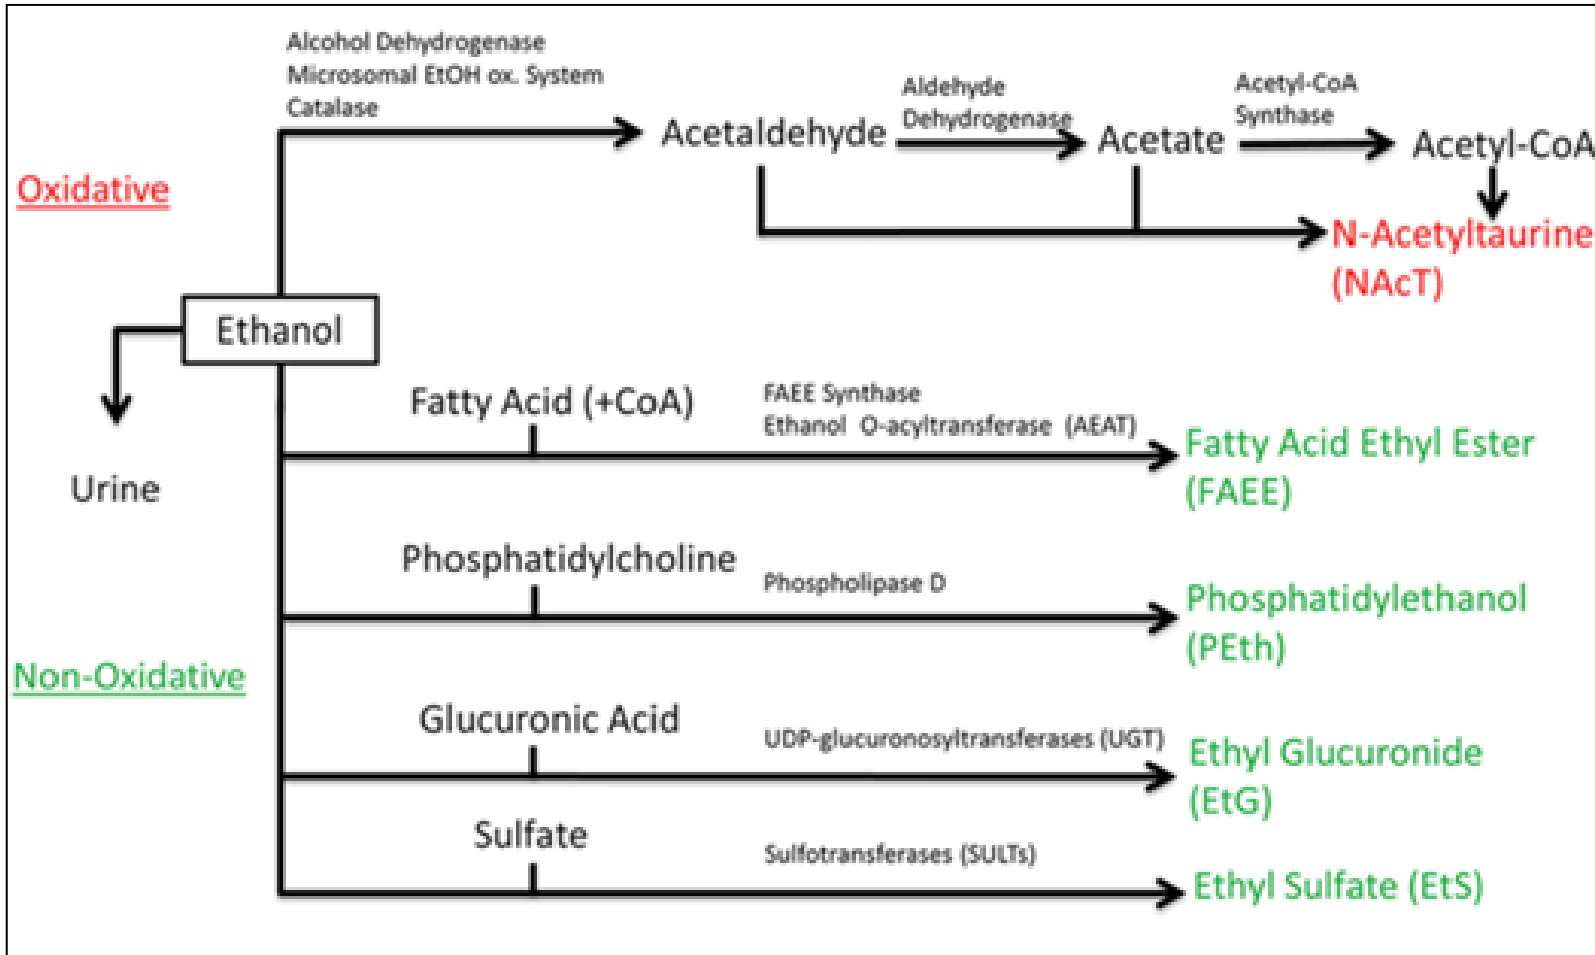 Alcohol Dehydrogenase
Microsomal EtOH ox. System
Catalase
Acetaldehyde
Aldehyde
Dehydrogenase
Acetate
Acetyl-CoA
Synthase
Acetyl-CoA
Oxidative
N-Acetyltaurine
(NAcT)
Ethanol
Urine
Fatty Acid (+CoA)
FAEE Synthase
Ethanol O-acyltransferase (AEAT)
Fatty Acid Ethyl Ester
(FAEE)
Phosphatidylcholine
Phospholipase D
Phosphatidylethanol
(PEth)
Non-Oxidative
Glucuronic Acid
UDP-glucuronosyltransferases (UGT)
Ethyl Glucuronide
(EtG)
Sulfate
Sulfotransferases (SULTs)
Ethyl Sulfate (EtS)